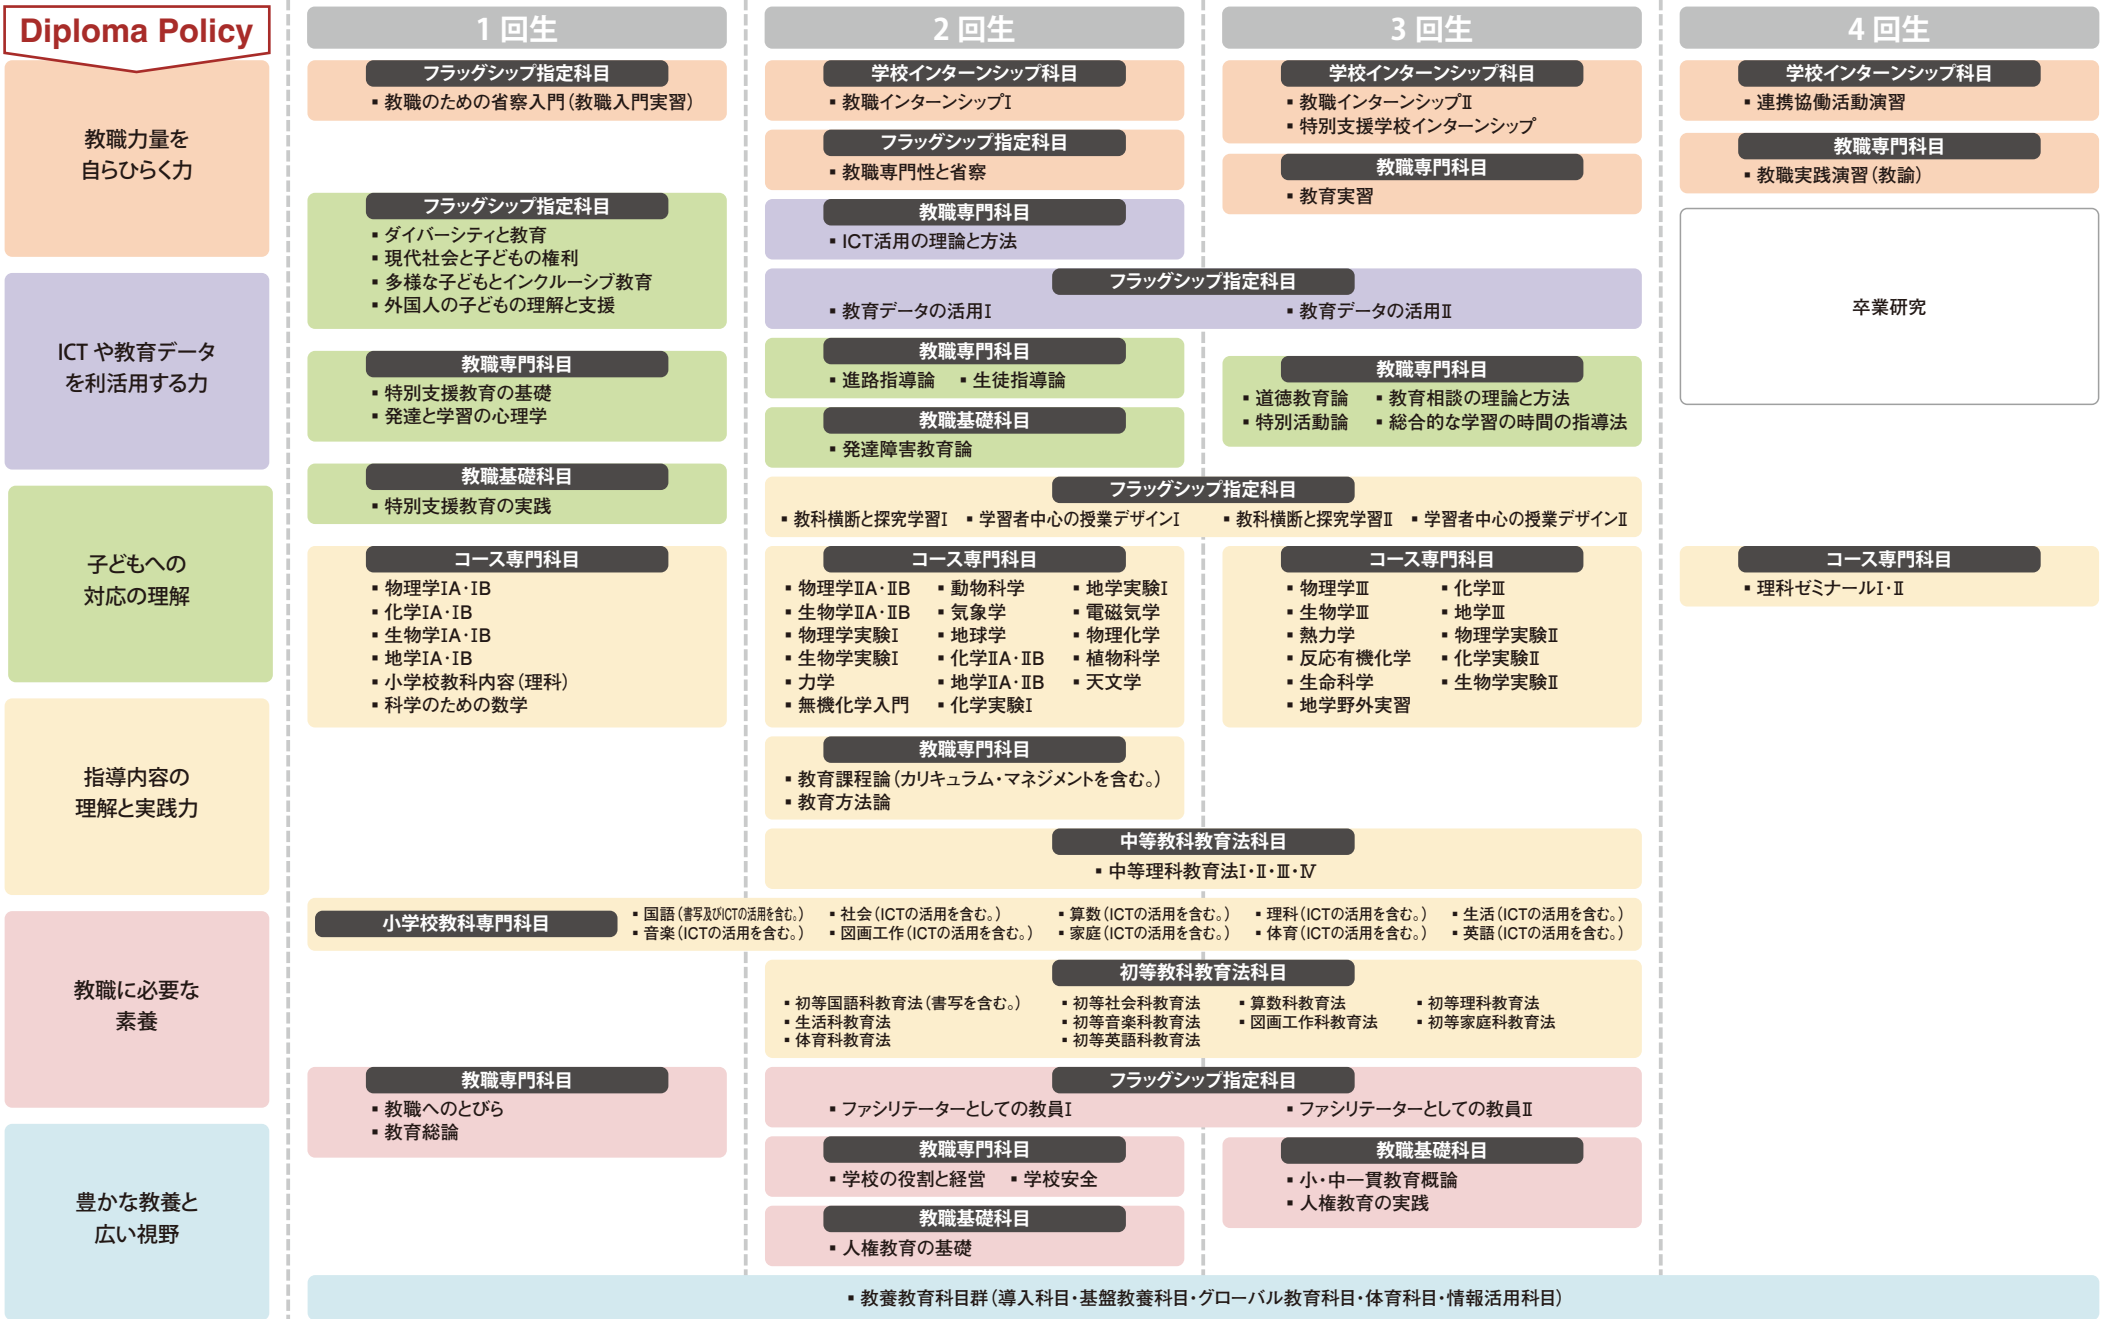 Diploma Policy
1 回生
2 回生
3 回生
4 回生
教職力量を
自らひらく力
ICT や教育データ
を利活用する力
子どもへの
対応の理解
指導内容の
理解と実践力
教職に必要な
素養
豊かな教養と
広い視野
フラッグシップ指定科目
▪ 教職のための省察入門(教職入門実習)
フラッグシップ指定科目
▪ ダイバーシティと教育
▪ 現代社会と子どもの権利
▪ 多様な子どもとインクルーシブ教育
▪ 外国人の子どもの理解と支援
教職専門科目
▪ 特別支援教育の基礎
▪ 発達と学習の心理学
教職基礎科目
▪ 特別支援教育の実践
コース専門科目
▪ 物理学IA・IB
▪ 化学IA・IB
▪ 生物学IA・IB
▪ 地学IA・IB
▪ 小学校教科内容(理科)
▪ 科学のための数学
学校インターンシップ科目
▪ 教職インターンシップI
フラッグシップ指定科目
▪ 教職専門性と省察
教職専門科目
▪ ICT活用の理論と方法
学校インターンシップ科目
▪ 教職インターンシップⅡ
▪ 特別支援学校インターンシップ
教職専門科目
▪ 教育実習
学校インターンシップ科目
▪ 連携協働活動演習
教職専門科目
▪ 教職実践演習(教諭)
卒業研究
フラッグシップ指定科目
▪ 教育データの活用I ▪ 教育データの活用Ⅱ
教職専門科目
▪ 進路指導論 ▪ 生徒指導論
教職基礎科目
▪ 発達障害教育論
教職専門科目
▪ 道徳教育論 ▪ 教育相談の理論と方法
▪ 特別活動論 ▪ 総合的な学習の時間の指導法
フラッグシップ指定科目
▪ 教科横断と探究学習I ▪ 学習者中心の授業デザインI ▪ 教科横断と探究学習Ⅱ ▪ 学習者中心の授業デザインⅡ
コース専門科目
▪ 物理学ⅡA・ⅡB ▪ 動物科学 ▪ 地学実験I
▪ 生物学ⅡA・ⅡB ▪ 気象学 ▪ 電磁気学
▪ 物理学実験I ▪ 地球学 ▪ 物理化学
▪ 生物学実験I ▪ 化学ⅡA・ⅡB ▪ 植物科学
▪ 力学 ▪ 地学ⅡA・ⅡB ▪ 天文学
▪ 無機化学入門 ▪ 化学実験I
コース専門科目
▪ 物理学Ⅲ ▪ 化学Ⅲ
▪ 生物学Ⅲ ▪ 地学Ⅲ
▪ 熱力学 ▪ 物理学実験Ⅱ
▪ 反応有機化学 ▪ 化学実験Ⅱ
▪ 生命科学 ▪ 生物学実験Ⅱ
▪ 地学野外実習
コース専門科目
▪ 理科ゼミナールI・Ⅱ
教職専門科目
▪ 教育課程論(カリキュラム・マネジメントを含む。)
▪ 教育方法論
中等教科教育法科目
▪ 中等理科教育法I・Ⅱ・Ⅲ・Ⅳ
小学校教科専門科目
▪ 国語(書写及びICTの活用を含む。) ▪ 社会(ICTの活用を含む。) ▪ 算数(ICTの活用を含む。) ▪ 理科(ICTの活用を含む。) ▪ 生活(ICTの活用を含む。)
▪ 音楽(ICTの活用を含む。) ▪ 図画工作(ICTの活用を含む。) ▪ 家庭(ICTの活用を含む。) ▪ 体育(ICTの活用を含む。) ▪ 英語(ICTの活用を含む。)
初等教科教育法科目
▪ 初等国語科教育法(書写を含む。) ▪ 初等社会科教育法 ▪ 算数科教育法 ▪ 初等理科教育法
▪ 生活科教育法 ▪ 初等音楽科教育法 ▪ 図画工作科教育法 ▪ 初等家庭科教育法
▪ 体育科教育法 ▪ 初等英語科教育法
教職専門科目
▪ 教職へのとびら
▪ 教育総論
フラッグシップ指定科目
▪ ファシリテーターとしての教員I ▪ ファシリテーターとしての教員Ⅱ
教職専門科目
▪ 学校の役割と経営 ▪ 学校安全
教職基礎科目
▪ 人権教育の基礎
教職基礎科目
▪ 小・中一貫教育概論
▪ 人権教育の実践
▪ 教養教育科目群(導入科目・基盤教養科目・グローバル教育科目・体育科目・情報活用科目)